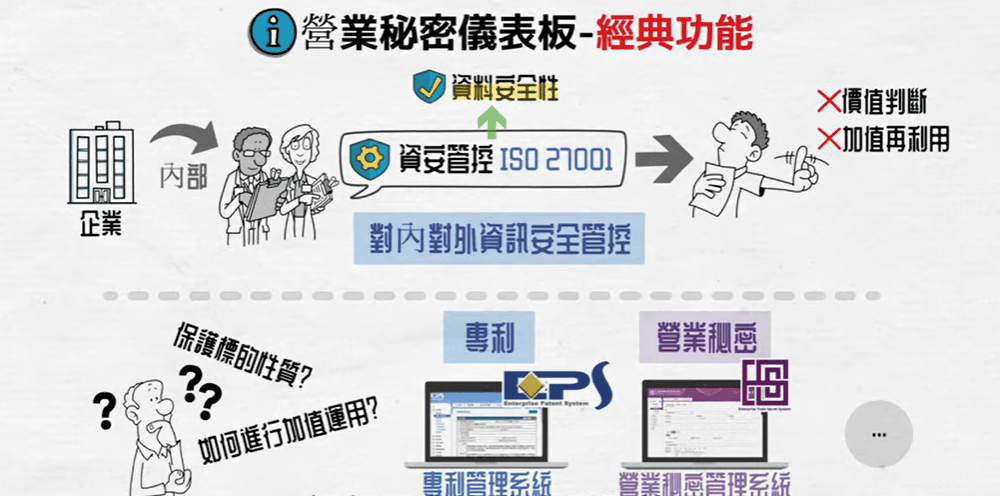 i營業秘密儀表板-經典功能
資料安全性
資安管控 ISO 27001
內部
企業
價值判斷
加值再利用
對內對外資訊安全管控
保護標的性質?
??
?
如何進行加值運用?
專利
營業秘密
EPS
Enterprise Patent System
Enterprise Trade Secret System
專利管理系統
營業秘密管理系統
...